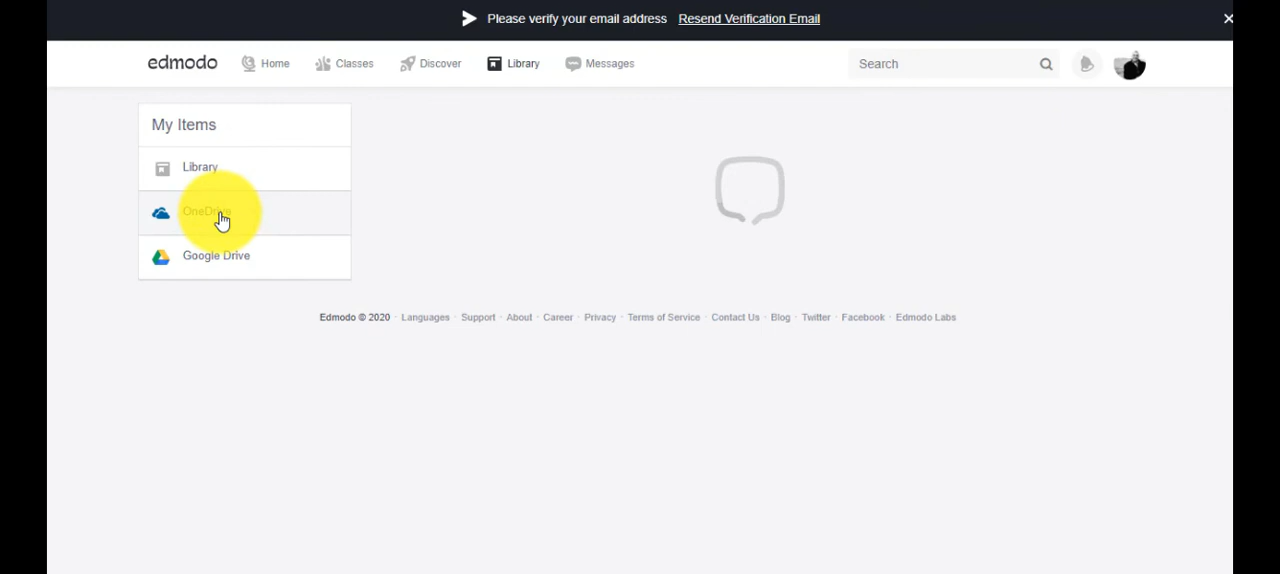 Please verify your email address Resend Verification Email
edmodo Home Classes Discover Library Messages Search
My Items
Library
OneDrive
Google Drive
Edmodo © 2020 · Languages · Support · About · Career · Privacy · Terms of Service · Contact Us · Blog · Twitter · Facebook · Edmodo Labs